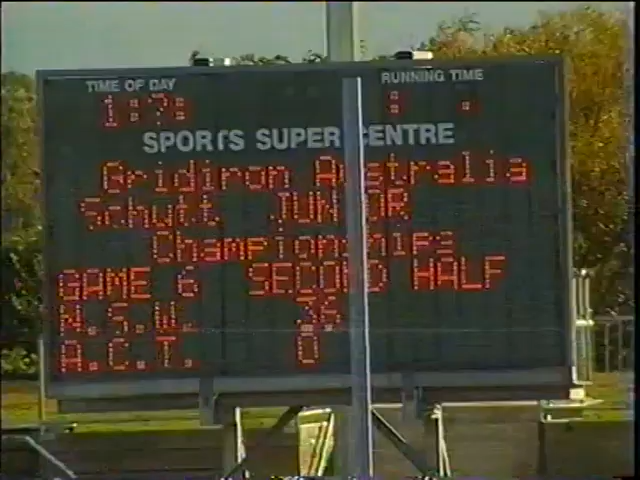 TIME OF DAY RUNNING TIME
SPORTS SUPER CENTRE
Gridiron Australia
Schutt JUNIOR
Championships
GAME 6 SECOND HALF
N.S.W. 36
A.C.T. 0